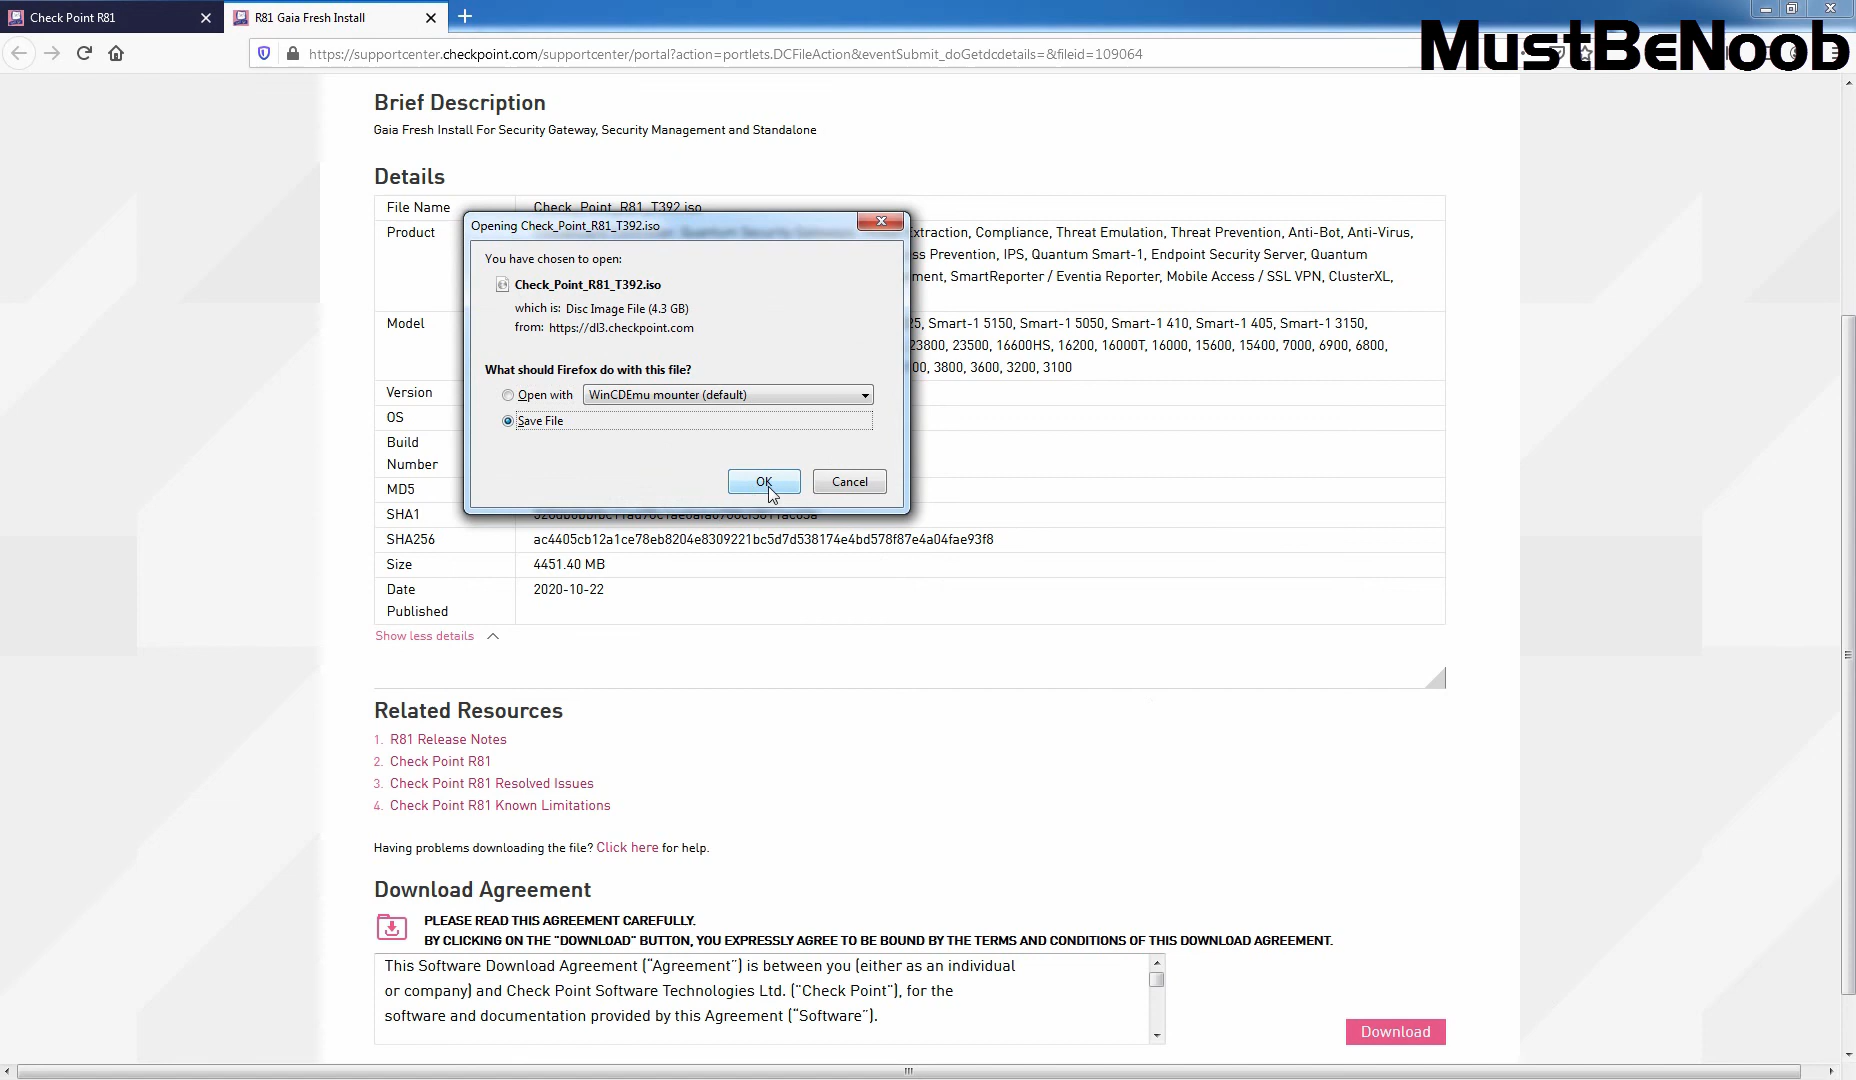 Check Point R81
R81 Gaia Fresh Install
https://supportcenter.checkpoint.com/supportcenter/portal?action=portlets.DCFileAction&eventSubmit_doGetdcdetails=&fileid=109064
MustBeNoob
Brief Description
Gaia Fresh Install For Security Gateway, Security Management and Standalone
Details
File Name Check_Point_R81_T392.iso
Product
xtraction, Compliance, Threat Emulation, Threat Prevention, Anti-Bot, Anti-Virus,
ss Prevention, IPS, Quantum Smart-1, Endpoint Security Server, Quantum
ment, SmartReporter / Eventia Reporter, Mobile Access / SSL VPN, ClusterXL,
Model
25, Smart-1 5150, Smart-1 5050, Smart-1 410, Smart-1 405, Smart-1 3150,
23800, 23500, 16600HS, 16200, 16000T, 16000, 15600, 15400, 7000, 6900, 6800,
00, 3800, 3600, 3200, 3100
Version
OS
Build
Number
MD5
SHA1
SHA256 ac4405cb12a1ce78eb8204e8309221bc5d7d538174e4bd578f87e4a04fae93f8
Size 4451.40 MB
Date 2020-10-22
Published
Show less details
Opening Check_Point_R81_T392.iso
You have chosen to open:
Check_Point_R81_T392.iso
which is: Disc Image File (4.3 GB)
from: https://dl3.checkpoint.com
What should Firefox do with this file?
Open with WinCDEmu mounter (default)
Save File
OK Cancel
Related Resources
1. R81 Release Notes
2. Check Point R81
3. Check Point R81 Resolved Issues
4. Check Point R81 Known Limitations
Having problems downloading the file? Click here for help.
Download Agreement
PLEASE READ THIS AGREEMENT CAREFULLY.
BY CLICKING ON THE "DOWNLOAD" BUTTON, YOU EXPRESSLY AGREE TO BE BOUND BY THE TERMS AND CONDITIONS OF THIS DOWNLOAD AGREEMENT.
This Software Download Agreement ("Agreement") is between you (either as an individual
or company) and Check Point Software Technologies Ltd. ("Check Point"), for the
software and documentation provided by this Agreement ("Software").
Download